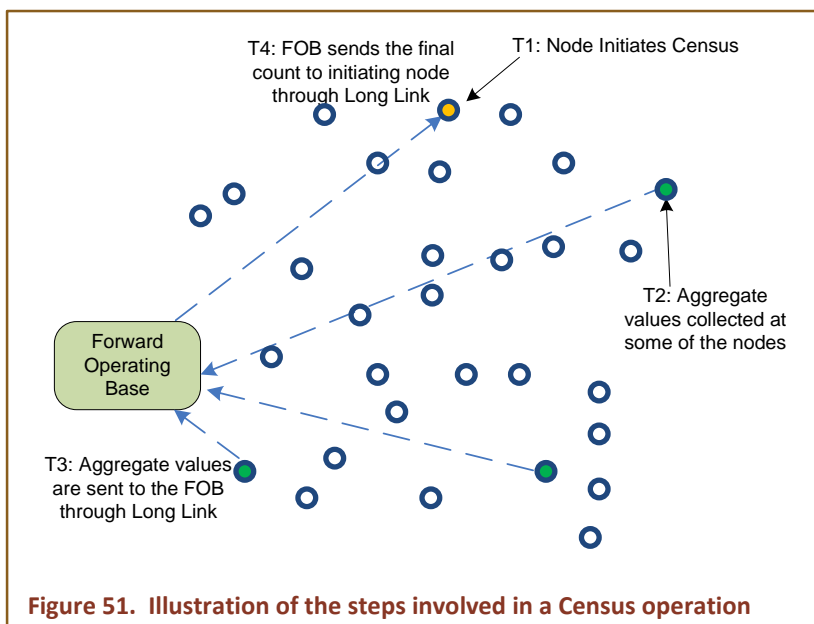 T4: FOB sends the final
count to initiating node
through Long Link
T1: Node Initiates Census
T2: Aggregate
values collected at
some of the nodes
Forward
Operating
Base
T3: Aggregate values
are sent to the FOB
through Long Link
Figure 51. Illustration of the steps involved in a Census operation